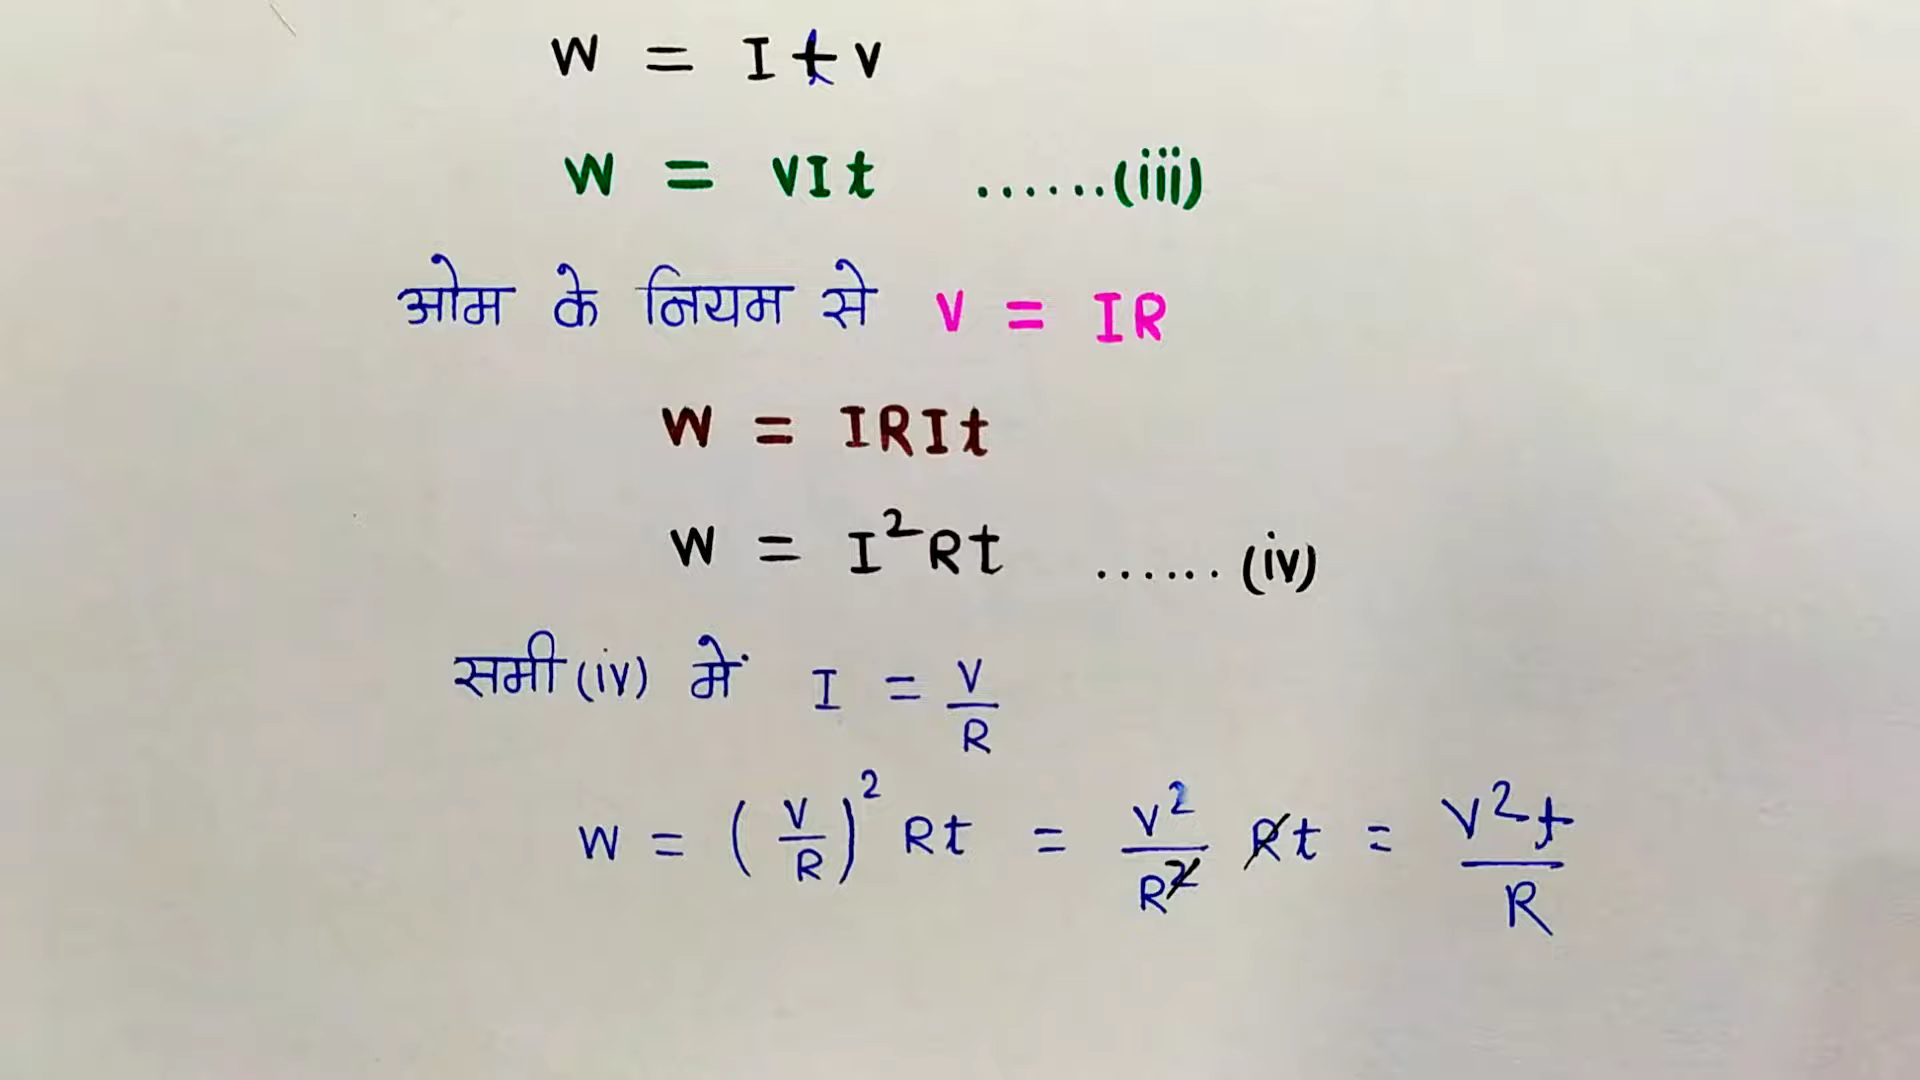 W = I t V
W = VIt ......(iii)
ओम के नियम से V = IR
W = IRIt
W = I²Rt ......(iv)
समी (iv) में I = V/R
W = (V/R)² Rt = V²/R² Rt = V²t/R